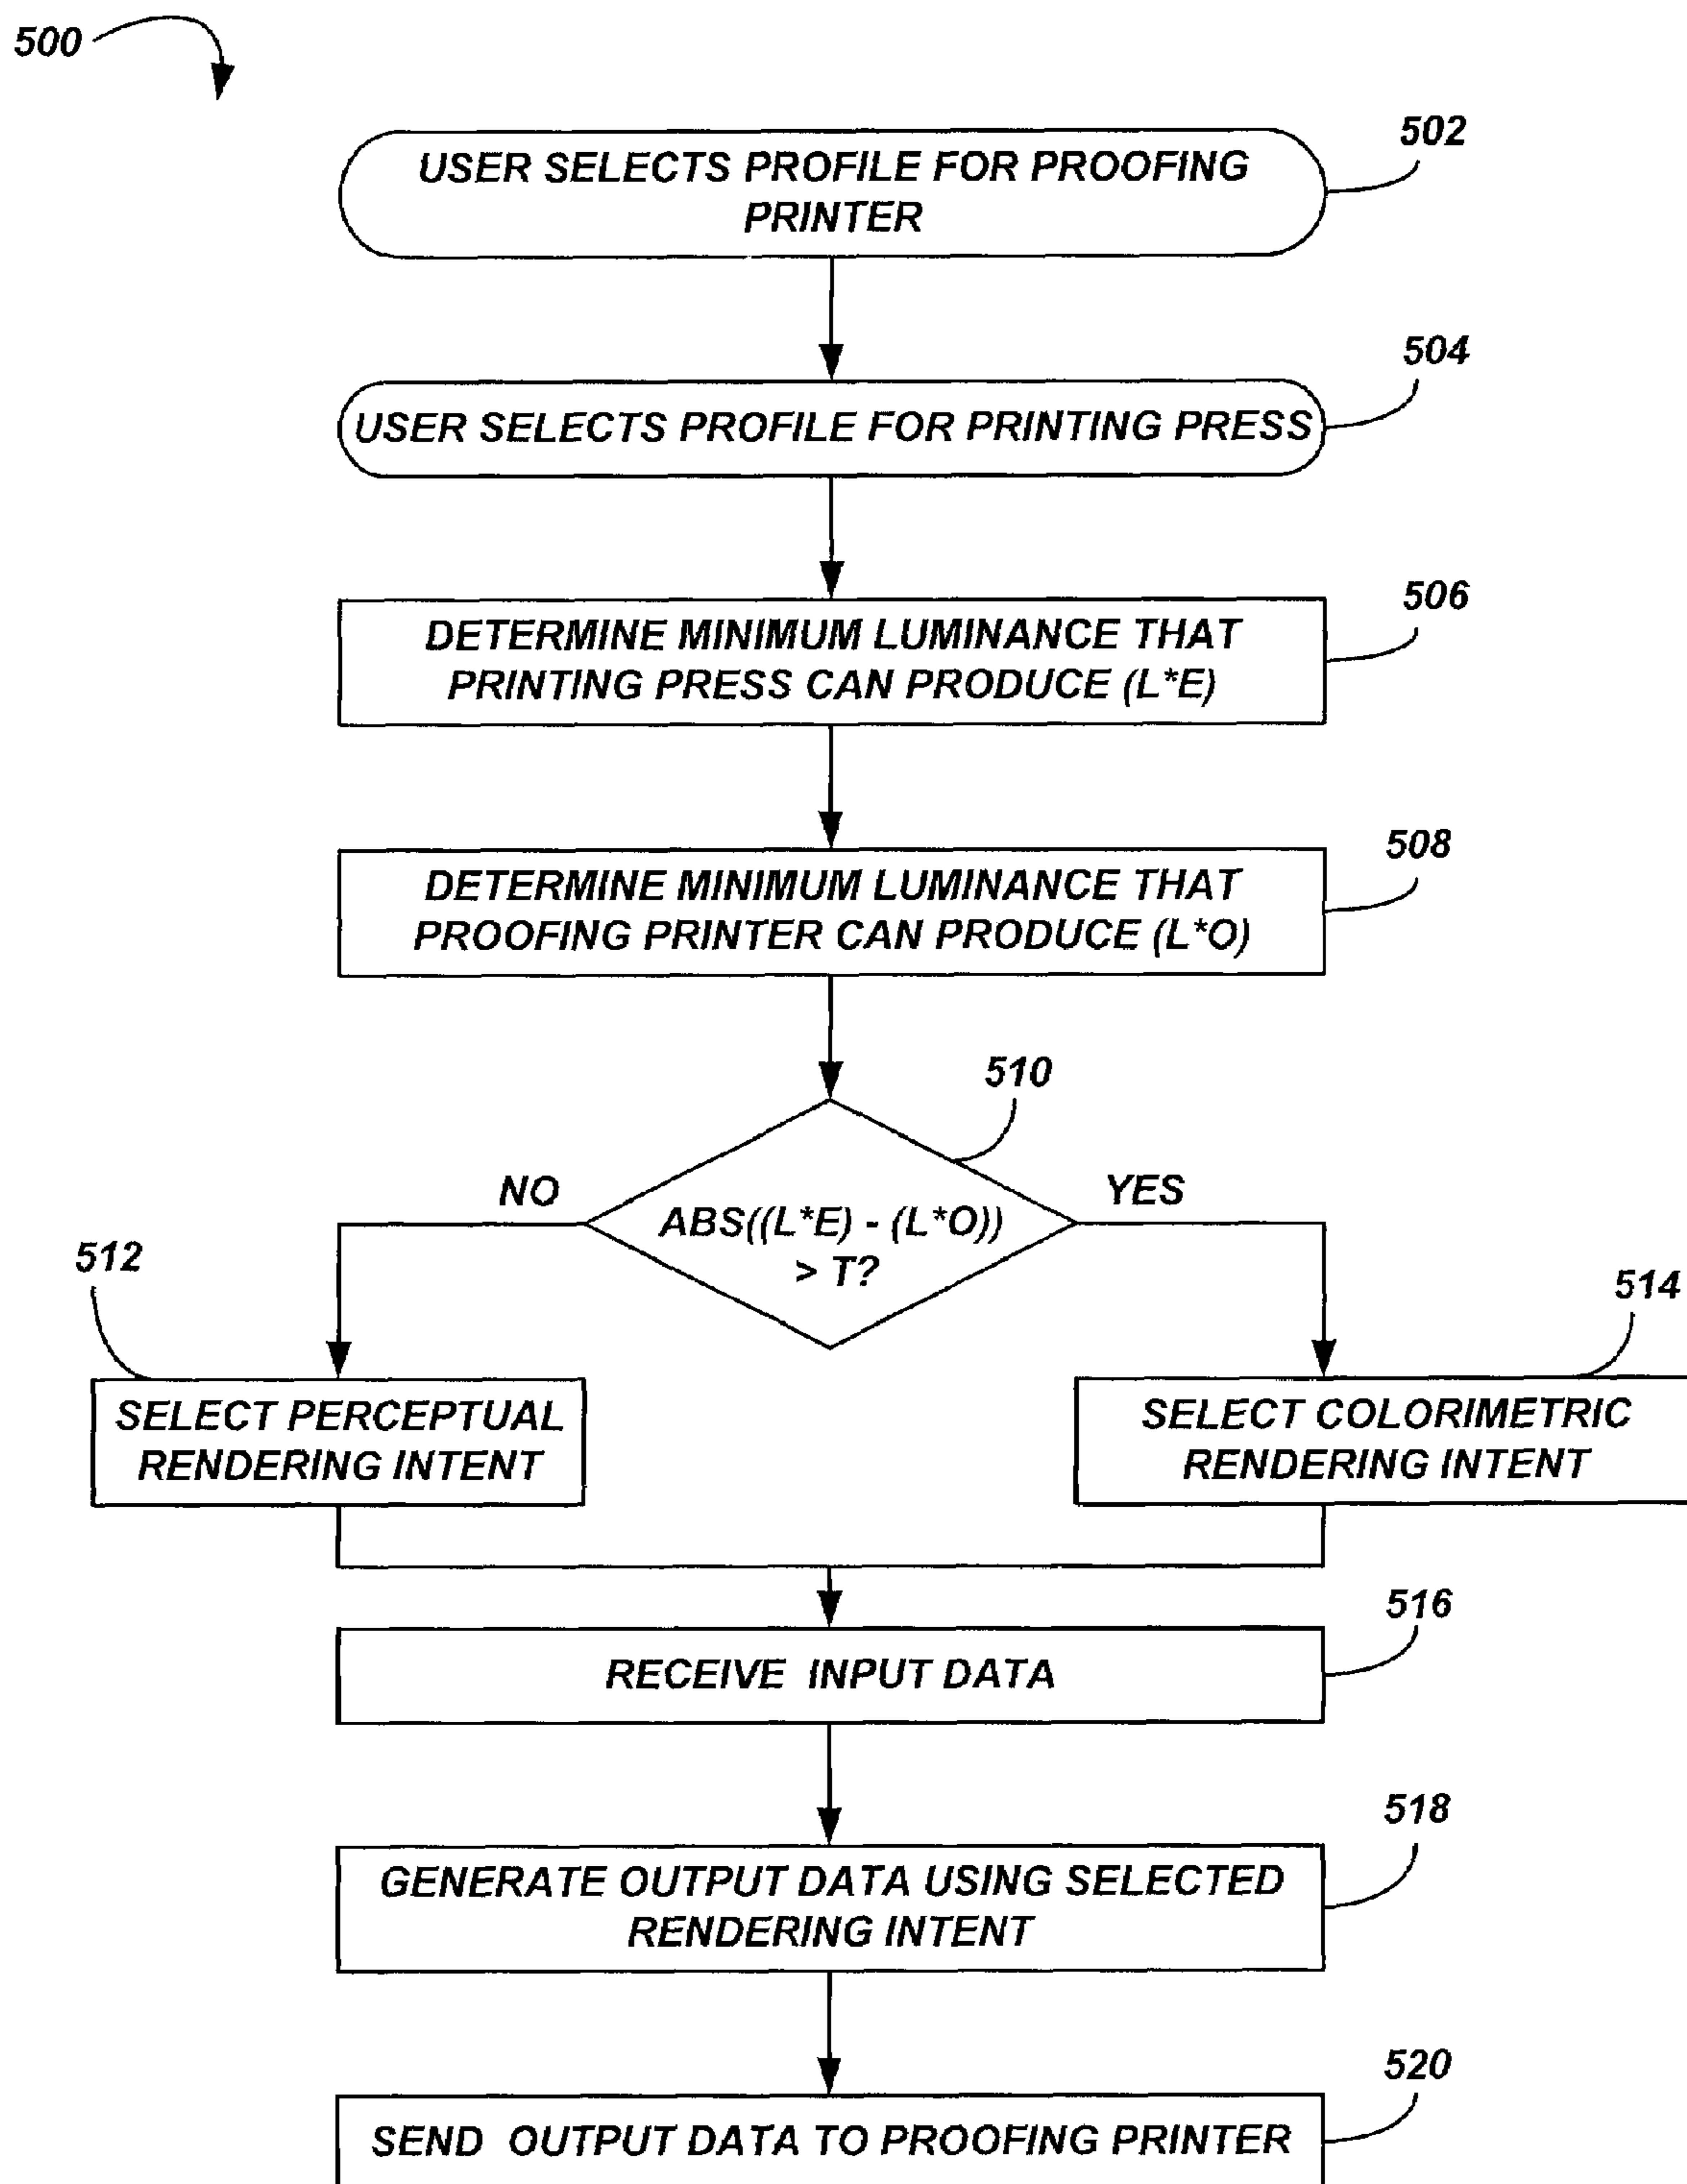 500
502
USER SELECTS PROFILE FOR PROOFING
PRINTER
504
USER SELECTS PROFILE FOR PRINTING PRESS
506
DETERMINE MINIMUM LUMINANCE THAT
PRINTING PRESS CAN PRODUCE (L*E)
508
DETERMINE MINIMUM LUMINANCE THAT
PROOFING PRINTER CAN PRODUCE (L*O)
510
NO
YES
ABS((L*E) - (L*O))
> T?
512
514
SELECT PERCEPTUAL
RENDERING INTENT
SELECT COLORIMETRIC
RENDERING INTENT
516
RECEIVE INPUT DATA
518
GENERATE OUTPUT DATA USING SELECTED
RENDERING INTENT
520
SEND OUTPUT DATA TO PROOFING PRINTER